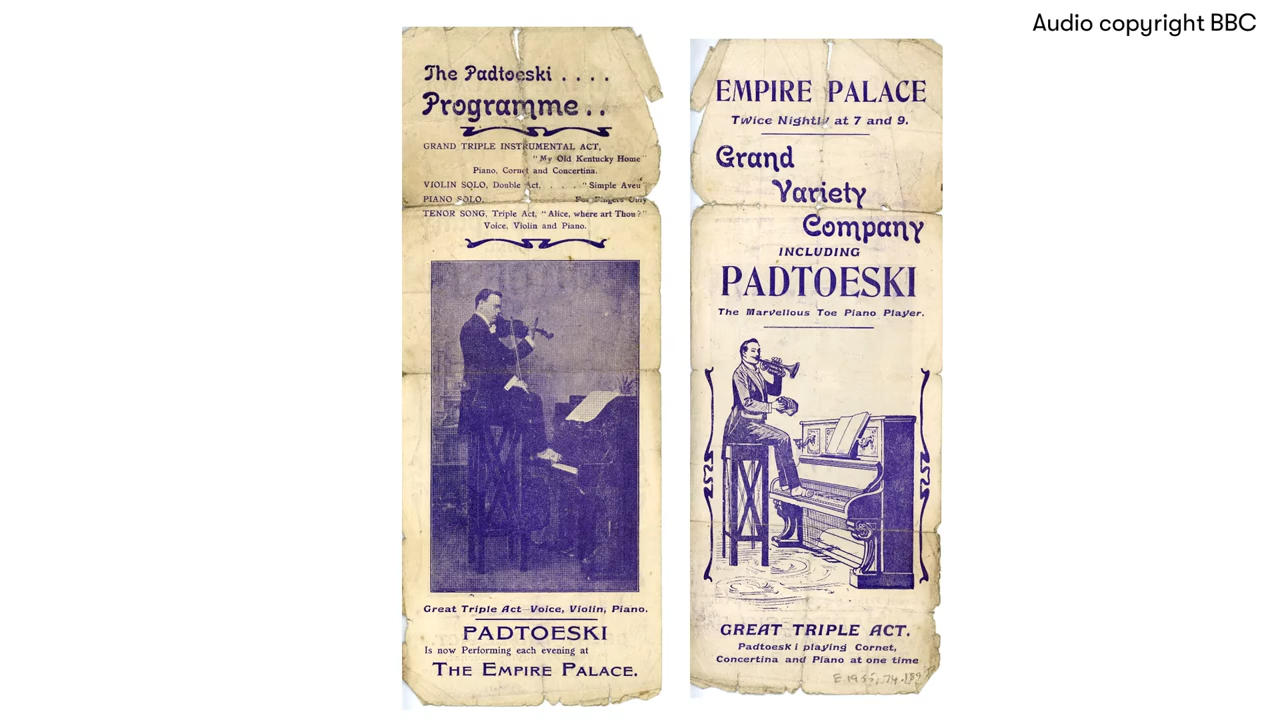 Audio copyright BBC
The Padtoeski . . . .
Programme . .
GRAND TRIPLE INSTRUMENTAL ACT,
"My Old Kentucky Home"
Piano, Cornet and Concertina.
VIOLIN SOLO, Double Act, . . . . "Simple Aveu"
PIANO SOLO, For Fingers Only
TENOR SONG, Triple Act, "Alice, where art Thou?"
Voice, Violin and Piano.
Great Triple Act Voice, Violin, Piano.
PADTOESKI
Is now Performing each evening at
THE EMPIRE PALACE.
EMPIRE PALACE
Twice Nightly at 7 and 9.
Grand
Variety
Company
INCLUDING
PADTOESKI
The Marvellous Toe Piano Player.
GREAT TRIPLE ACT.
Padtoeski playing Cornet,
Concertina and Piano at one time